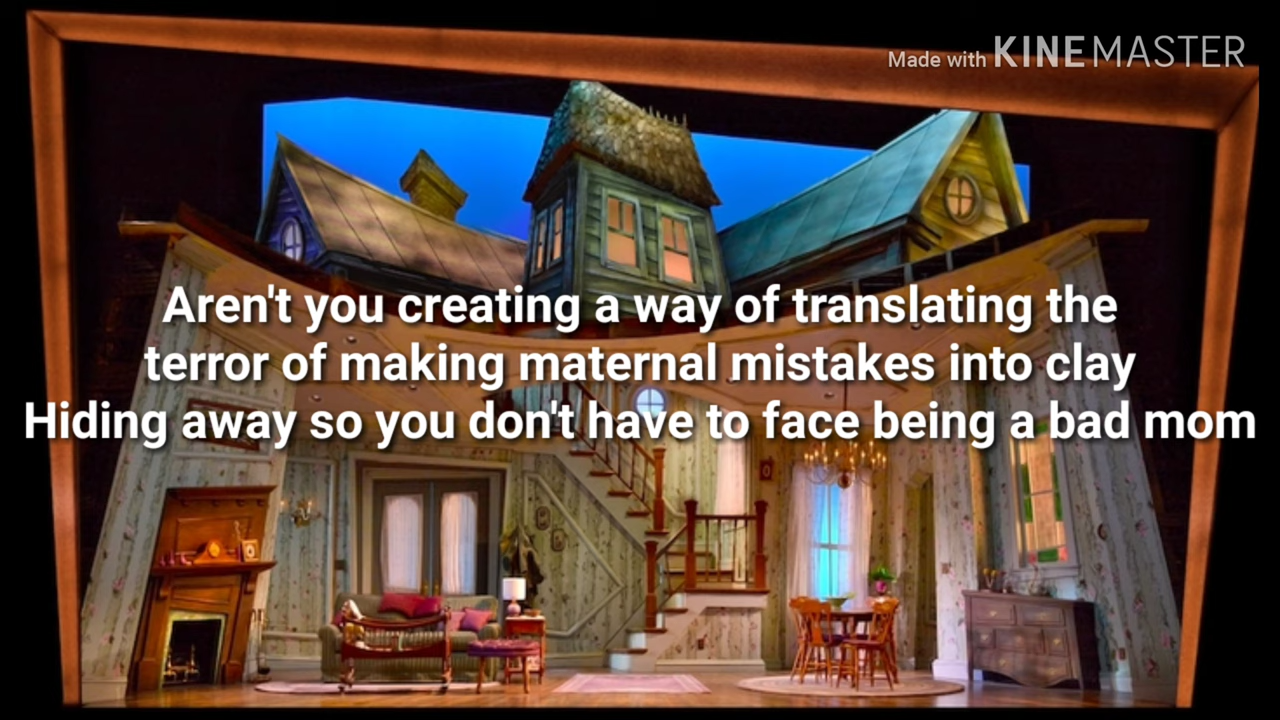 Made with KINEMASTER
Aren't you creating a way of translating the
terror of making maternal mistakes into clay
Hiding away so you don't have to face being a bad mom